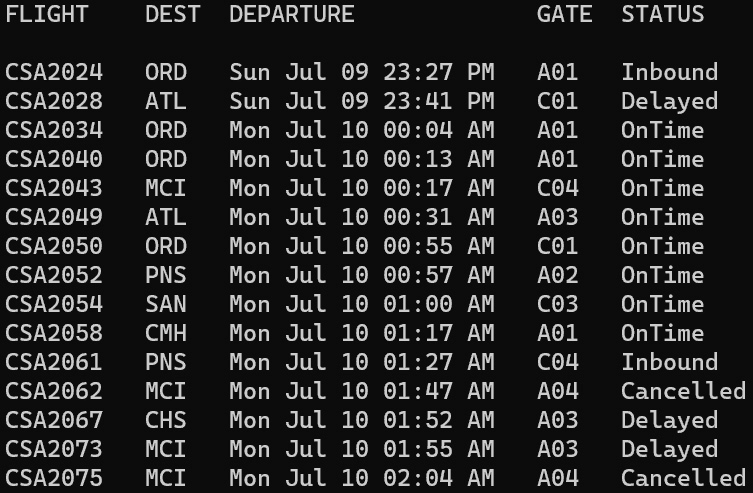 FLIGHT DEST DEPARTURE GATE STATUS
CSA2024 ORD Sun Jul 09 23:27 PM A01 Inbound
CSA2028 ATL Sun Jul 09 23:41 PM C01 Delayed
CSA2034 ORD Mon Jul 10 00:04 AM A01 OnTime
CSA2040 ORD Mon Jul 10 00:13 AM A01 OnTime
CSA2043 MCI Mon Jul 10 00:17 AM C04 OnTime
CSA2049 ATL Mon Jul 10 00:31 AM A03 OnTime
CSA2050 ORD Mon Jul 10 00:55 AM C01 OnTime
CSA2052 PNS Mon Jul 10 00:57 AM A02 OnTime
CSA2054 SAN Mon Jul 10 01:00 AM C03 OnTime
CSA2058 CMH Mon Jul 10 01:17 AM A01 OnTime
CSA2061 PNS Mon Jul 10 01:27 AM C04 Inbound
CSA2062 MCI Mon Jul 10 01:47 AM A04 Cancelled
CSA2067 CHS Mon Jul 10 01:52 AM A03 Delayed
CSA2073 MCI Mon Jul 10 01:55 AM A03 Delayed
CSA2075 MCI Mon Jul 10 02:04 AM A04 Cancelled